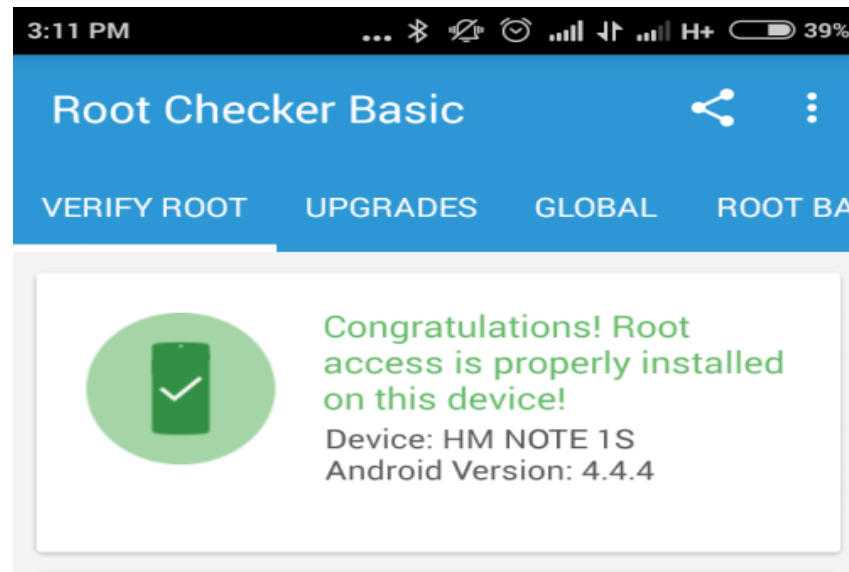 3:11 PM ... H+ 39%
Root Checker Basic
VERIFY ROOT UPGRADES GLOBAL ROOT BA
Congratulations! Root
access is properly installed
on this device!
Device: HM NOTE 1S
Android Version: 4.4.4